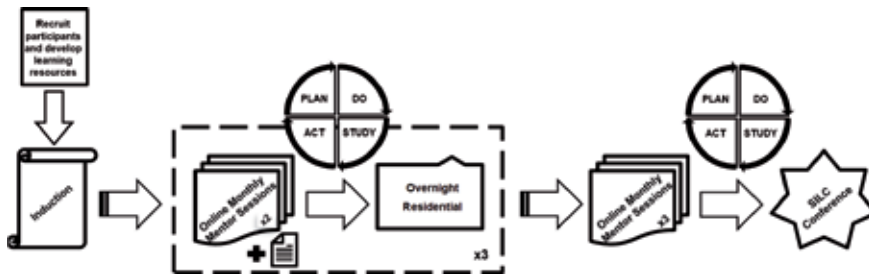 Recruit
participants
and develop
learning
resources
Induction
PLAN
DO
ACT
STUDY
Online Monthly
Mentor Sessions
x2
Overnight
Residential
x3
PLAN
DO
ACT
STUDY
Online Monthly
Mentor Sessions
x3
SILC
Conference